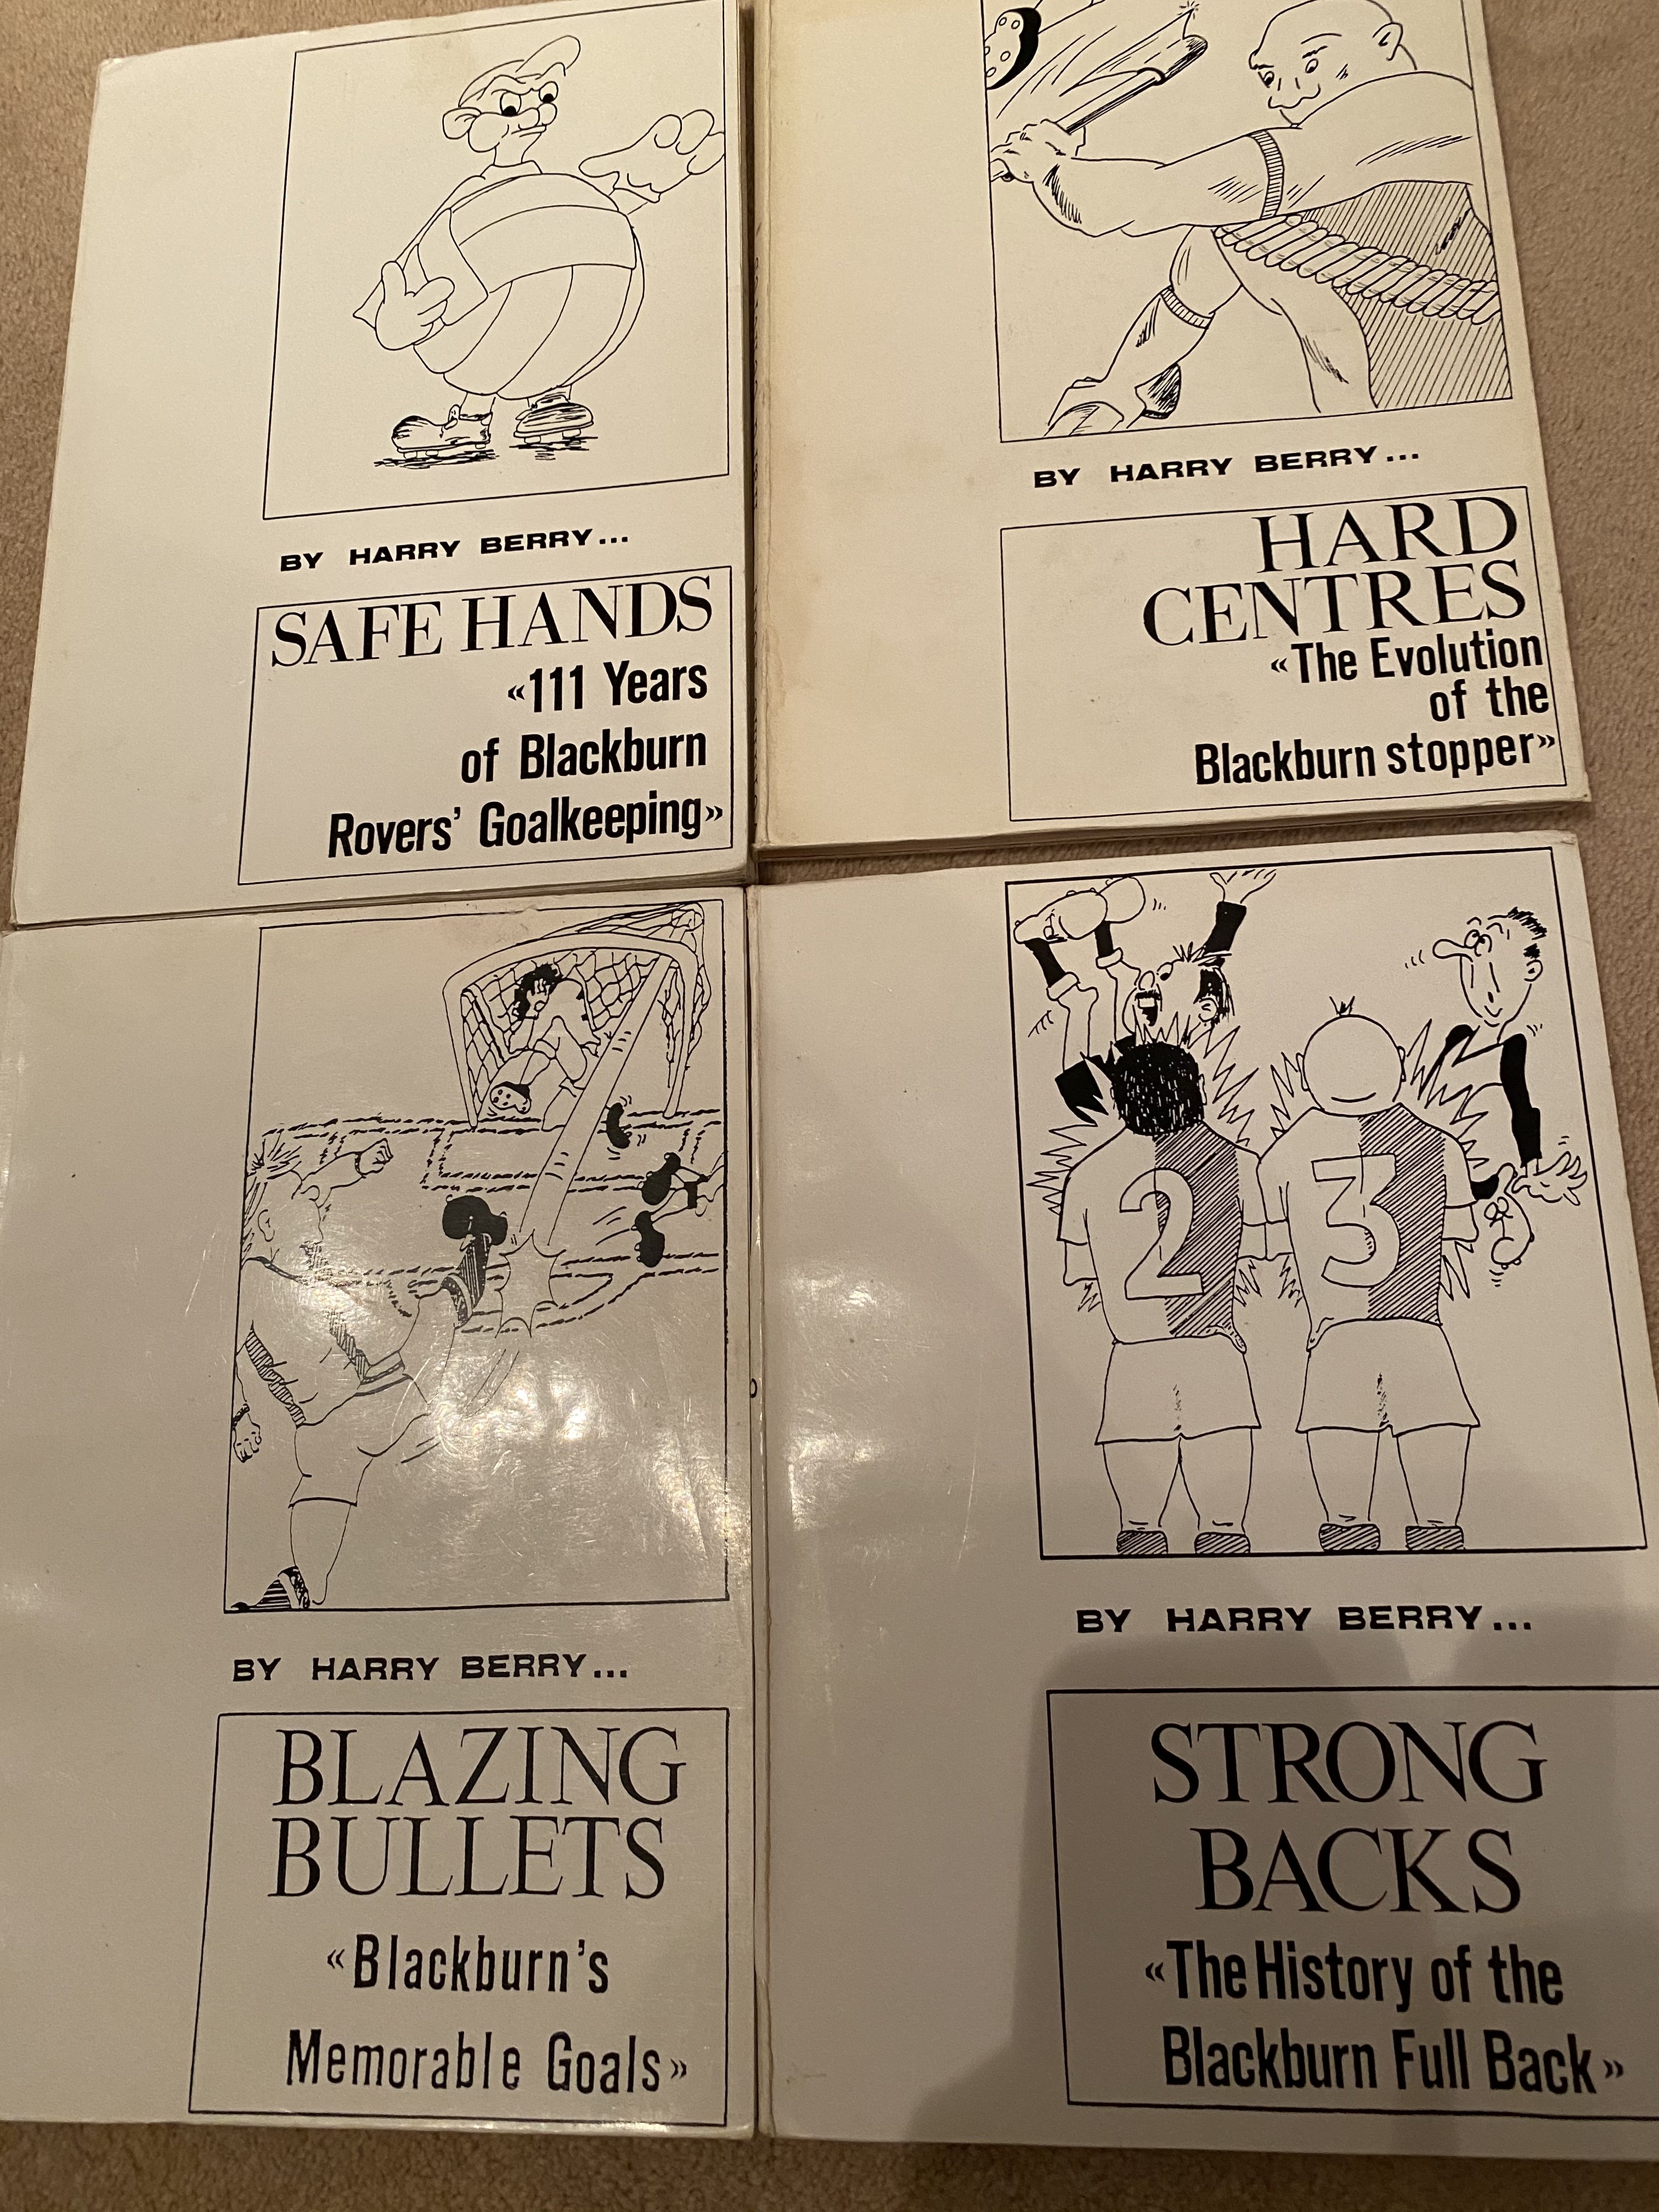 BY HARRY BERRY...
SAFE HANDS
«111 Years
of Blackburn
Rovers' Goalkeeping»
BY HARRY BERRY...
HARD
CENTRES
«The Evolution
of the
Blackburn stopper»
BY HARRY BERRY...
BLAZING
BULLETS
«Blackburn's
Memorable Goals»
2
3
BY HARRY BERRY...
STRONG
BACKS
«The History of the
Blackburn Full Back»